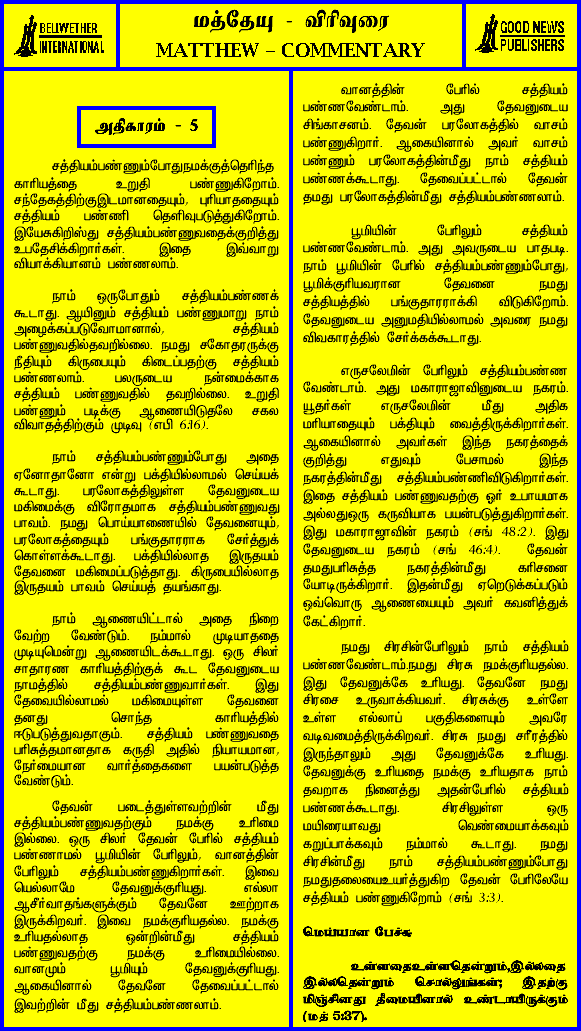 BELIWETHER
INTERNATIONAL
மத்தேயு - விரிவுரை
MATTHEW – COMMENTARY
GOOD NEWS
PUBLISHERS
அதிகாரம் - 5
சத்தியம்பண்ணும்போதுநமக்குத்தெரிந்த
காரியத்தை உறுதி பண்ணுகிறோம்.
சந்தேகத்திற்குஇடமானதையும், புரியாததையும்
சத்தியம் பண்ணி தெளிவுபடுத்துகிறோம்.
இயேசுகிறிஸ்து சத்தியம்பண்ணுவதைக்குறித்து
உபதேசிக்கிறார்கள். இதை இவ்வாறு
வியாக்கியானம் பண்ணலாம்.
நாம் ஒருபோதும் சத்தியம்பண்ணக்
கூடாது. ஆயினும் சத்தியம் பண்ணுமாறு நாம்
அழைக்கப்படுவோமானால், சத்தியம்
பண்ணுவதில்தவறில்லை. நமது சகோதரருக்கு
நீதியும் கிருபையும் கிடைப்பதற்கு சத்தியம்
பண்ணலாம். பலருடைய நன்மைக்காக
சத்தியம் பண்ணுவதில் தவறில்லை. உறுதி
பண்ணும் படிக்கு ஆணையிடுதலே சகல
விவாதத்திற்கும் முடிவு (எபி 6:16).
நாம் சத்தியம்பண்ணும்போது அதை
ஏனோதானோ என்று பக்தியில்லாமல் செய்யக்
கூடாது. பரலோகத்திலுள்ள தேவனுடைய
மகிமைக்கு விரோதமாக சத்தியம்பண்ணுவது
பாவம். நமது பொய்யாணையில் தேவனையும்,
பரலோகத்தையும் பங்குதாரராக சேர்த்துக்
கொள்ளக்கூடாது. பக்தியில்லாத இருதயம்
தேவனை மகிமைப்படுத்தாது. கிருபையில்லாத
இருதயம் பாவம் செய்யத் தயங்காது.
நாம் ஆணையிட்டால் அதை நிறை
வேற்ற வேண்டும். நம்மால் முடியாததை
முடியுமென்று ஆணையிடக்கூடாது. ஒரு சிலர்
சாதாரண காரியத்திற்குக் கூட தேவனுடைய
நாமத்தில் சத்தியம்பண்ணுவார்கள். இது
தேவையில்லாமல் மகிமையுள்ள தேவனை
தனது சொந்த காரியத்தில்
ஈடுபடுத்துவதாகும். சத்தியம் பண்ணுவதை
பரிசுத்தமானதாக கருதி அதில் நியாயமான,
நேர்மையான வார்த்தைகளை பயன்படுத்த
வேண்டும்.
தேவன் படைத்துள்ளவற்றின் மீது
சத்தியம்பண்ணுவதற்கும் நமக்கு உரிமை
இல்லை. ஒரு சிலர் தேவன் பேரில் சத்தியம்
பண்ணாமல் பூமியின் பேரிலும், வானத்தின்
பேரிலும் சத்தியம்பண்ணுகிறார்கள். இவை
யெல்லாமே தேவனுக்குரியது. எல்லா
ஆசீர்வாதங்களுக்கும் தேவனே ஊற்றாக
இருக்கிறவர். இவை நமக்குரியதல்ல. நமக்கு
உரியதல்லாத ஒன்றின்மீது சத்தியம்
பண்ணுவதற்கு நமக்கு உரிமையில்லை.
வானமும் பூமியும் தேவனுக்குரியது.
ஆகையினால் தேவனே தேவைப்பட்டால்
இவற்றின் மீது சத்தியம்பண்ணலாம்.
வானத்தின் பேரில் சத்தியம்
பண்ணவேண்டாம். அது தேவனுடைய
சிங்காசனம். தேவன் பரலோகத்தில் வாசம்
பண்ணுகிறார். ஆகையினால் அவர் வாசம்
பண்ணும் பரலோகத்தின்மீது நாம் சத்தியம்
பண்ணக்கூடாது. தேவைப்பட்டால் தேவன்
தமது பரலோகத்தின்மீது சத்தியம்பண்ணலாம்.
பூமியின் பேரிலும் சத்தியம்
பண்ணவேண்டாம். அது அவருடைய பாதபடி.
நாம் பூமியின் பேரில் சத்தியம்பண்ணும்போது,
பூமிக்குரியவரான தேவனை நமது
சத்தியத்தில் பங்குதாரராக்கி விடுகிறோம்.
தேவனுடைய அனுமதியில்லாமல் அவரை நமது
விவகாரத்தில் சேர்க்கக்கூடாது.
எருசலேமின் பேரிலும் சத்தியம்பண்ண
வேண்டாம். அது மகாராஜாவினுடைய நகரம்.
யூதர்கள் எருசலேமின் மீது அதிக
மரியாதையும் பக்தியும் வைத்திருக்கிறார்கள்.
ஆகையினால் அவர்கள் இந்த நகரத்தைக்
குறித்து எதுவும் பேசாமல் இந்த
நகரத்தின்மீது சத்தியம்பண்ணிவிடுகிறார்கள்.
இதை சத்தியம் பண்ணுவதற்கு ஓர் உபாயமாக
அல்லதுஒரு கருவியாக பயன்படுத்துகிறார்கள்.
இது மகாராஜாவின் நகரம் (சங் 48:2). இது
தேவனுடைய நகரம் (சங் 46:4). தேவன்
தமதுபரிசுத்த நகரத்தின்மீது கரிசனை
யோடிருக்கிறார். இதன்மீது ஏறெடுக்கப்படும்
ஒவ்வொரு ஆணையையும் அவர் கவனித்துக்
கேட்கிறார்.
நமது சிரசின்பேரிலும் நாம் சத்தியம்
பண்ணவேண்டாம்.நமது சிரசு நமக்குரியதல்ல.
இது தேவனுக்கே உரியது. தேவனே நமது
சிரசை உருவாக்கியவர். சிரசுக்கு உள்ளே
உள்ள எல்லாப் பகுதிகளையும் அவரே
வடிவமைத்திருக்கிறவர். சிரசு நமது சரீரத்தில்
இருந்தாலும் அது தேவனுக்கே உரியது.
தேவனுக்கு உரியதை நமக்கு உரியதாக நாம்
தவறாக நினைத்து அதன்பேரில் சத்தியம்
பண்ணக்கூடாது. சிரசிலுள்ள ஒரு
மயிரையாவது வெண்மையாக்கவும்
கறுப்பாக்கவும் நம்மால் கூடாது. நமது
சிரசின்மீது நாம் சத்தியம்பண்ணும்போது
நமதுதலையைஉயர்த்துகிற தேவன் பேரிலேயே
சத்தியம் பண்ணுகிறோம் (சங் 3:3).
மெய்யான பேச்சு
உள்ளதைஉள்ளதென்றும்,இல்லதை
இல்லதென்றும் சொல்லுங்கள்; இதற்கு
மிஞ்சினது தீமையினால் உண்டாயிருக்கும்
(மத் 5:37).